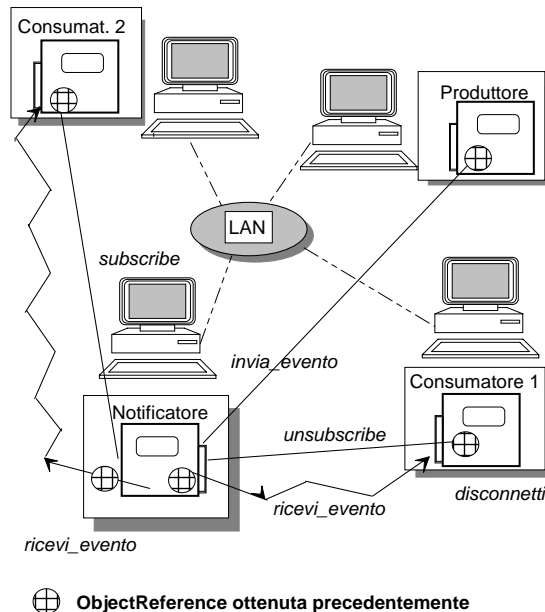 Consumat. 2
Produttore
LAN
subscribe
invia_evento
Consumatore 1
Notificatore
unsubscribe
disconnetti
ricevi_evento
ricevi_evento
ObjectReference ottenuta precedentemente